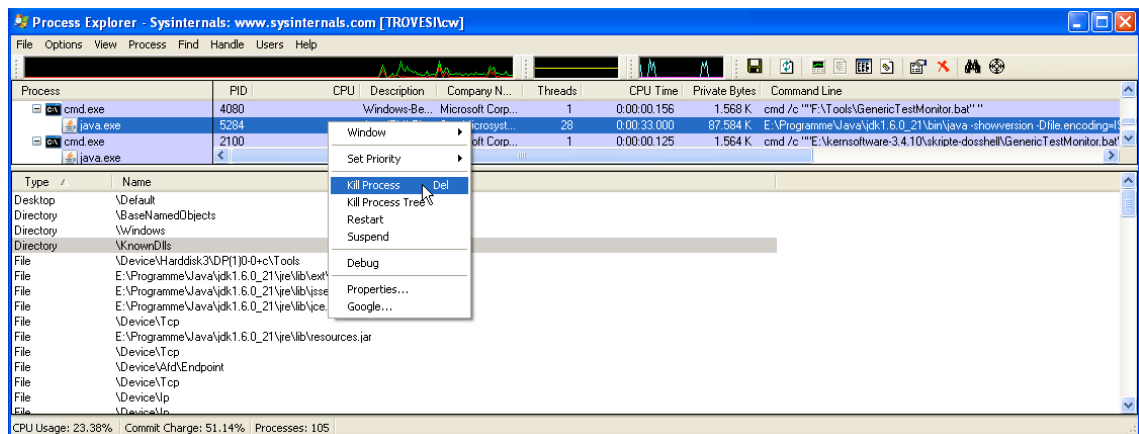 Process Explorer - Sysinternals: www.sysinternals.com [TROVESI\cw]
File Options View Process Find Handle Users Help
Process PID CPU Description Company N... Threads CPU Time Private Bytes Command Line
cmd.exe 4080 Windows-Be... Microsoft Corp... 1 0:00:00.156 1.568 K cmd /c ""F:\Tools\GenericTestMonitor.bat" "
java.exe 5284 28 0:00:33.000 87.584 K E:\Programme\Java\jdk1.6.0_21\bin\java -showversion -Dfile.encoding=IS
cmd.exe 2100 oft Corp... 1 0:00:00.125 1.564 K cmd /c ""E:\kernsoftware-3.4.10\skripte-dosshell\GenericTestMonitor.bat"
java.exe
Window
Set Priority
Kill Process Del
Kill Process Tree
Restart
Suspend
Debug
Properties...
Google...
Type Name
Desktop \Default
Directory \BaseNamedObjects
Directory \Windows
Directory \KnownDlls
File \Device\Harddisk3\DP(1)0-0+c\Tools
File E:\Programme\Java\jdk1.6.0_21\jre\lib\ext\
File E:\Programme\Java\jdk1.6.0_21\jre\lib\jsse
File E:\Programme\Java\jdk1.6.0_21\jre\lib\jce.
File \Device\Tcp
File E:\Programme\Java\jdk1.6.0_21\jre\lib\resources.jar
File \Device\Tcp
File \Device\Afd\Endpoint
File \Device\Tcp
File \Device\Ip
File \Device\Ip
CPU Usage: 23.38% Commit Charge: 51.14% Processes: 105